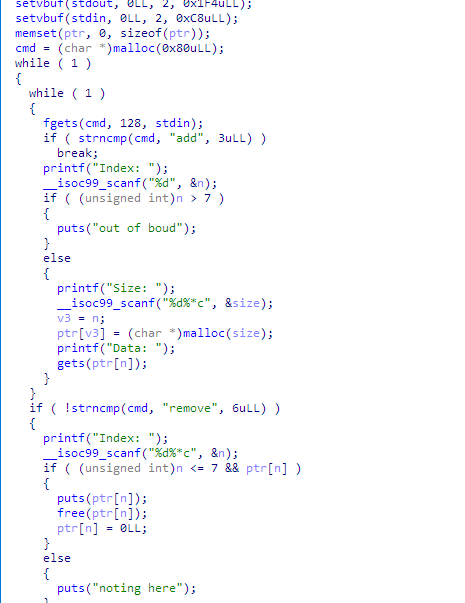 setvbuf(stdout, 0LL, 2, 0x1F4uLL);
setvbuf(stdin, 0LL, 2, 0xC8uLL);
memset(ptr, 0, sizeof(ptr));
cmd = (char *)malloc(0x80uLL);
while ( 1 )
{
while ( 1 )
{
fgets(cmd, 128, stdin);
if ( strncmp(cmd, "add", 3uLL) )
break;
printf("Index: ");
__isoc99_scanf("%d", &n);
if ( (unsigned int)n > 7 )
{
puts("out of boud");
}
else
{
printf("Size: ");
__isoc99_scanf("%d%*c", &size);
v3 = n;
ptr[v3] = (char *)malloc(size);
printf("Data: ");
gets(ptr[n]);
}
}
if ( !strncmp(cmd, "remove", 6uLL) )
{
printf("Index: ");
__isoc99_scanf("%d%*c", &n);
if ( (unsigned int)n <= 7 && ptr[n] )
{
puts(ptr[n]);
free(ptr[n]);
ptr[n] = 0LL;
}
else
{
puts("noting here");
}